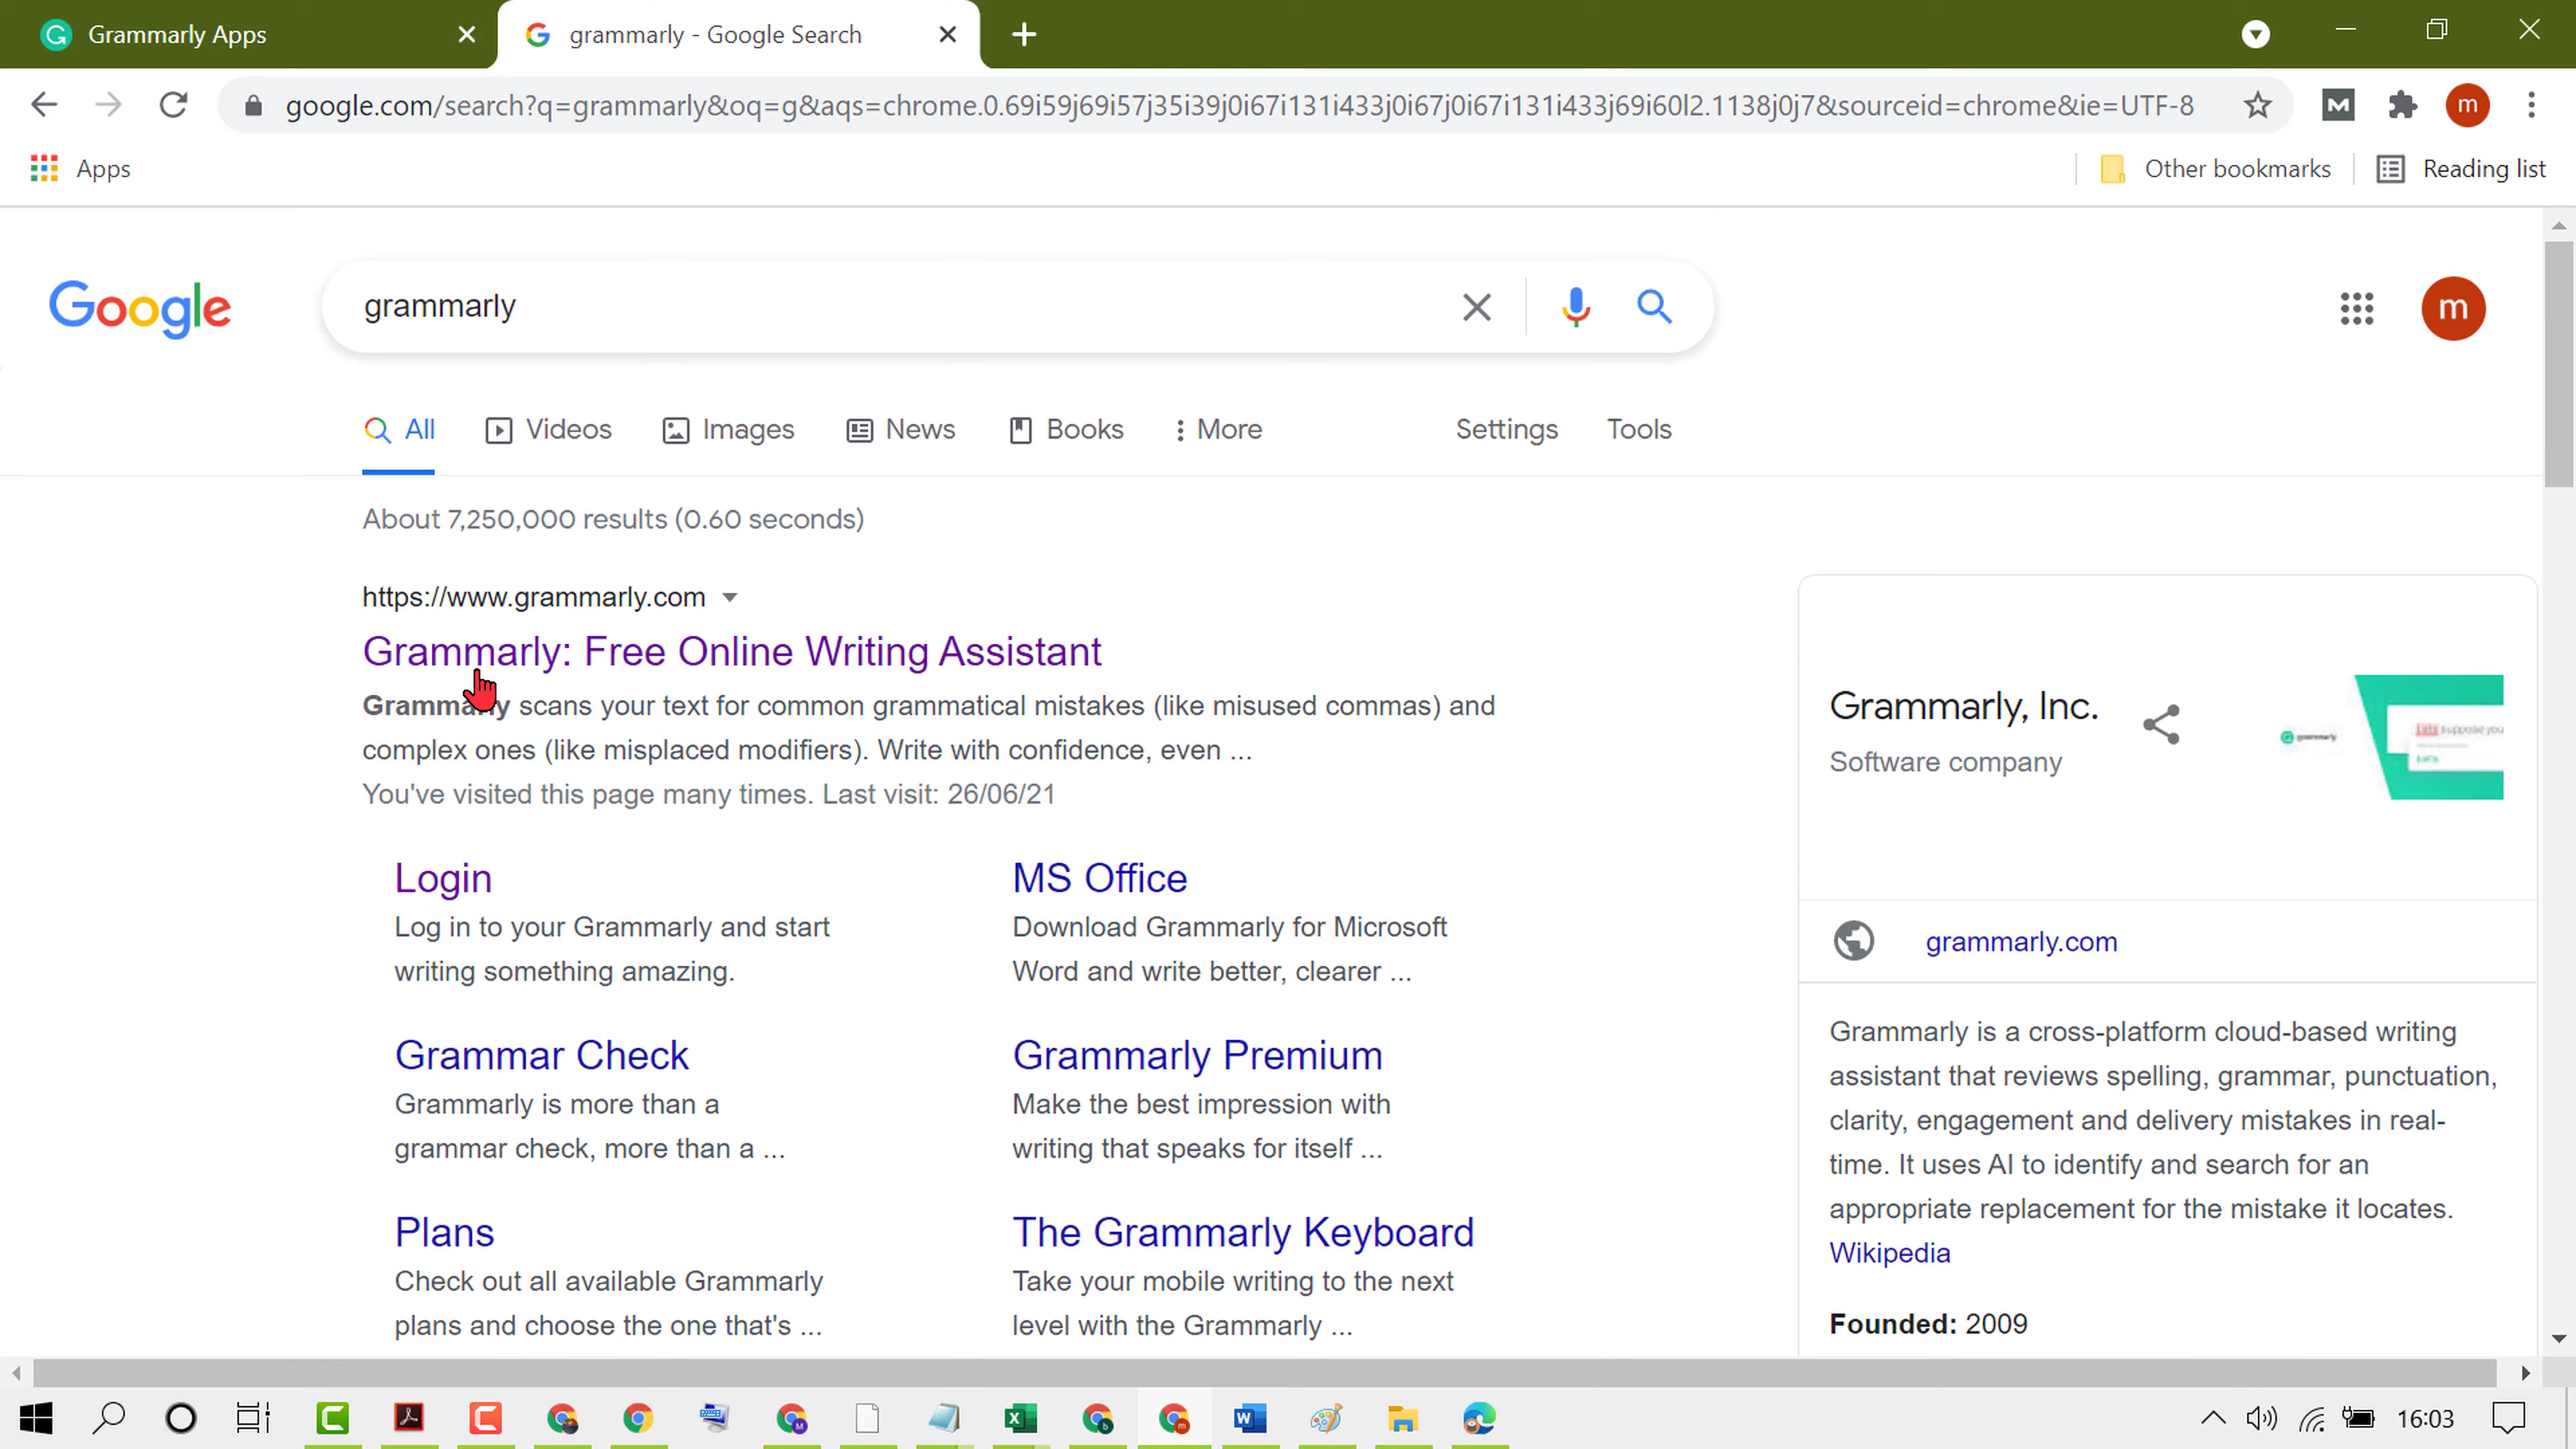 Grammarly Apps
grammarly - Google Search
google.com/search?q=grammarly&oq=g&aqs=chrome.0.69i59j69i57j35i39j0i67i131i433j0i67j0i67i131i433j69i60l2.1138j0j7&sourceid=chrome&ie=UTF-8
m
Apps
Other bookmarks
Reading list
Google
grammarly
m
All
Videos
Images
News
Books
More
Settings
Tools
About 7,250,000 results (0.60 seconds)
https://www.grammarly.com
Grammarly: Free Online Writing Assistant
Grammarly scans your text for common grammatical mistakes (like misused commas) and
complex ones (like misplaced modifiers). Write with confidence, even ...
You've visited this page many times. Last visit: 26/06/21
Login
Log in to your Grammarly and start
writing something amazing.
MS Office
Download Grammarly for Microsoft
Word and write better, clearer ...
Grammar Check
Grammarly is more than a
grammar check, more than a ...
Grammarly Premium
Make the best impression with
writing that speaks for itself ...
Plans
Check out all available Grammarly
plans and choose the one that's ...
The Grammarly Keyboard
Take your mobile writing to the next
level with the Grammarly ...
Grammarly, Inc.
Software company
grammarly
grammarly.com
Grammarly is a cross-platform cloud-based writing
assistant that reviews spelling, grammar, punctuation,
clarity, engagement and delivery mistakes in real-
time. It uses AI to identify and search for an
appropriate replacement for the mistake it locates.
Wikipedia
Founded: 2009
16:03